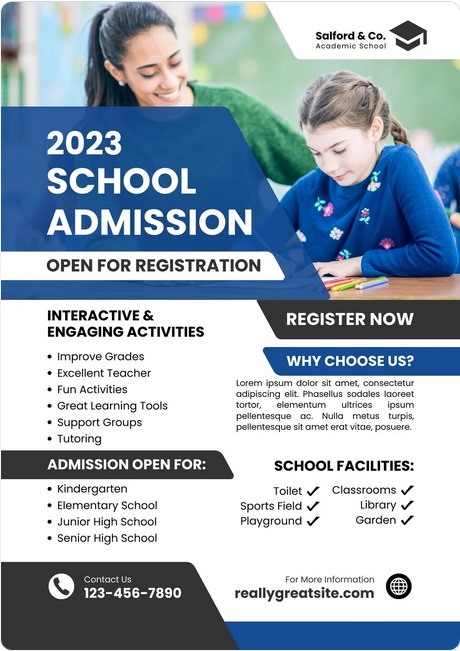 Salford & Co.
Academic School
2023
SCHOOL
ADMISSION
OPEN FOR REGISTRATION
INTERACTIVE &
ENGAGING ACTIVITIES
• Improve Grades
• Excellent Teacher
• Fun Activities
• Great Learning Tools
• Support Groups
• Tutoring
ADMISSION OPEN FOR:
• Kindergarten
• Elementary School
• Junior High School
• Senior High School
REGISTER NOW
WHY CHOOSE US?
Lorem ipsum dolor sit amet, consectetur
adipiscing elit. Phasellus sodales laoreet
tortor, elementum ultrices ipsum
pellentesque ac. Nulla metus turpis,
pellentesque sit amet erat vitae, posuere.
SCHOOL FACILITIES:
Toilet ✓ Classrooms ✓
Sports Field ✓ Library ✓
Playground ✓ Garden ✓
Contact Us
123-456-7890
For More Information
reallygreatsite.com